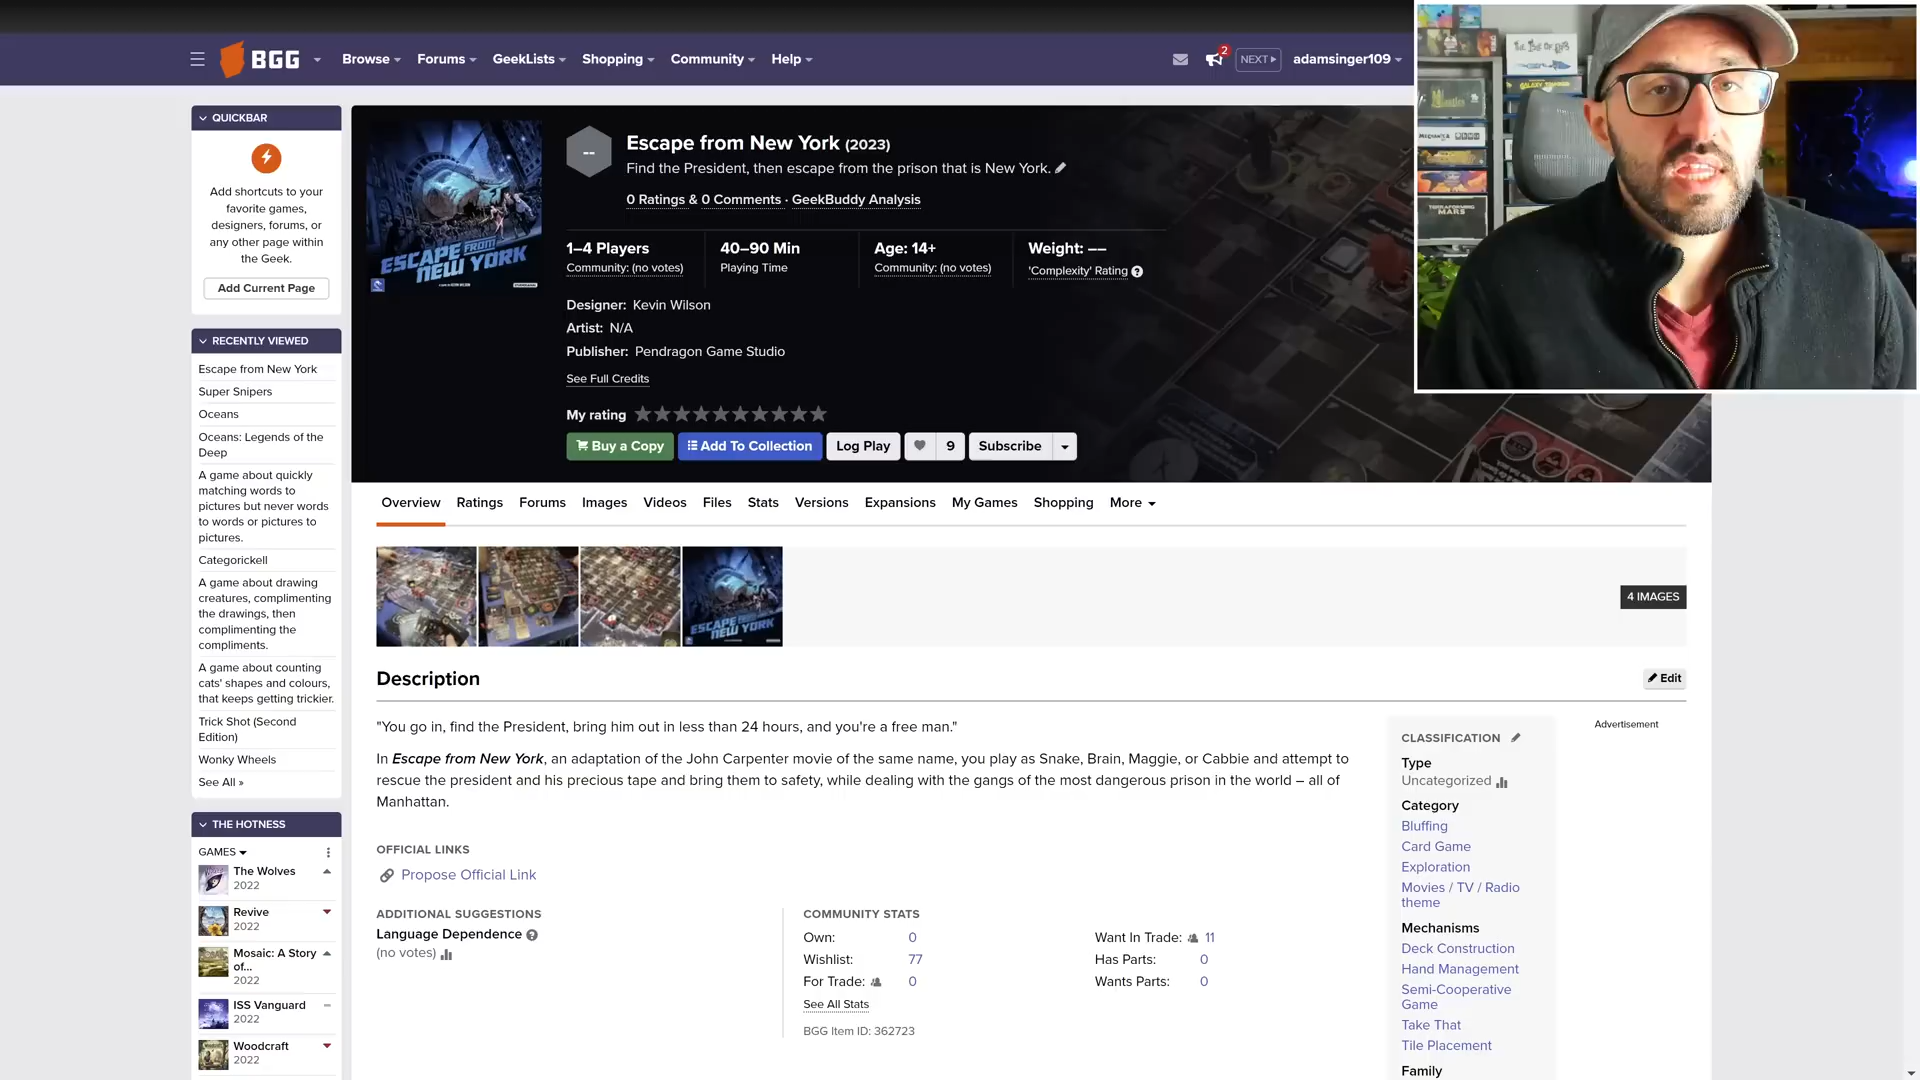 BGG
Browse
Forums
GeekLists
Shopping
Community
Help
2
NEXT
adamsinger109
QUICKBAR
Add shortcuts to your
favorite games,
designers, forums, or
any other page within
the Geek.
Add Current Page
RECENTLY VIEWED
Escape from New York
Super Snipers
Oceans
Oceans: Legends of the
Deep
A game about quickly
matching words to
pictures but never words
to words or pictures to
pictures.
Categorickell
A game about drawing
creatures, complimenting
the drawings, then
complimenting the
compliments.
A game about counting
cats' shapes and colours,
that keeps getting trickier.
Trick Shot (Second
Edition)
Wonky Wheels
See All »
THE HOTNESS
GAMES
The Wolves
2022
Revive
2022
Mosaic: A Story
of...
2022
ISS Vanguard
2022
Woodcraft
2022
ESCAPE FROM
NEW YORK
--
Escape from New York (2023)
Find the President, then escape from the prison that is New York.
0 Ratings & 0 Comments · GeekBuddy Analysis
1–4 Players
Community: (no votes)
40–90 Min
Playing Time
Age: 14+
Community: (no votes)
Weight: ––
'Complexity' Rating
Designer: Kevin Wilson
Artist: N/A
Publisher: Pendragon Game Studio
See Full Credits
My rating
Buy a Copy
Add To Collection
Log Play
9
Subscribe
TERRAFORMING
MARS
Overview
Ratings
Forums
Images
Videos
Files
Stats
Versions
Expansions
My Games
Shopping
More
ESCAPE FROM
NEW YORK
4 IMAGES
Description
Edit
"You go in, find the President, bring him out in less than 24 hours, and you're a free man."
In Escape from New York, an adaptation of the John Carpenter movie of the same name, you play as Snake, Brain, Maggie, or Cabbie and attempt to
rescue the president and his precious tape and bring them to safety, while dealing with the gangs of the most dangerous prison in the world – all of
Manhattan.
OFFICIAL LINKS
Propose Official Link
ADDITIONAL SUGGESTIONS
Language Dependence
(no votes)
COMMUNITY STATS
Own: 0
Wishlist: 77
For Trade: 0
See All Stats
BGG Item ID: 362723
Want In Trade: 11
Has Parts: 0
Wants Parts: 0
CLASSIFICATION
Type
Uncategorized
Category
Bluffing
Card Game
Exploration
Movies / TV / Radio
theme
Mechanisms
Deck Construction
Hand Management
Semi-Cooperative
Game
Take That
Tile Placement
Family
Advertisement